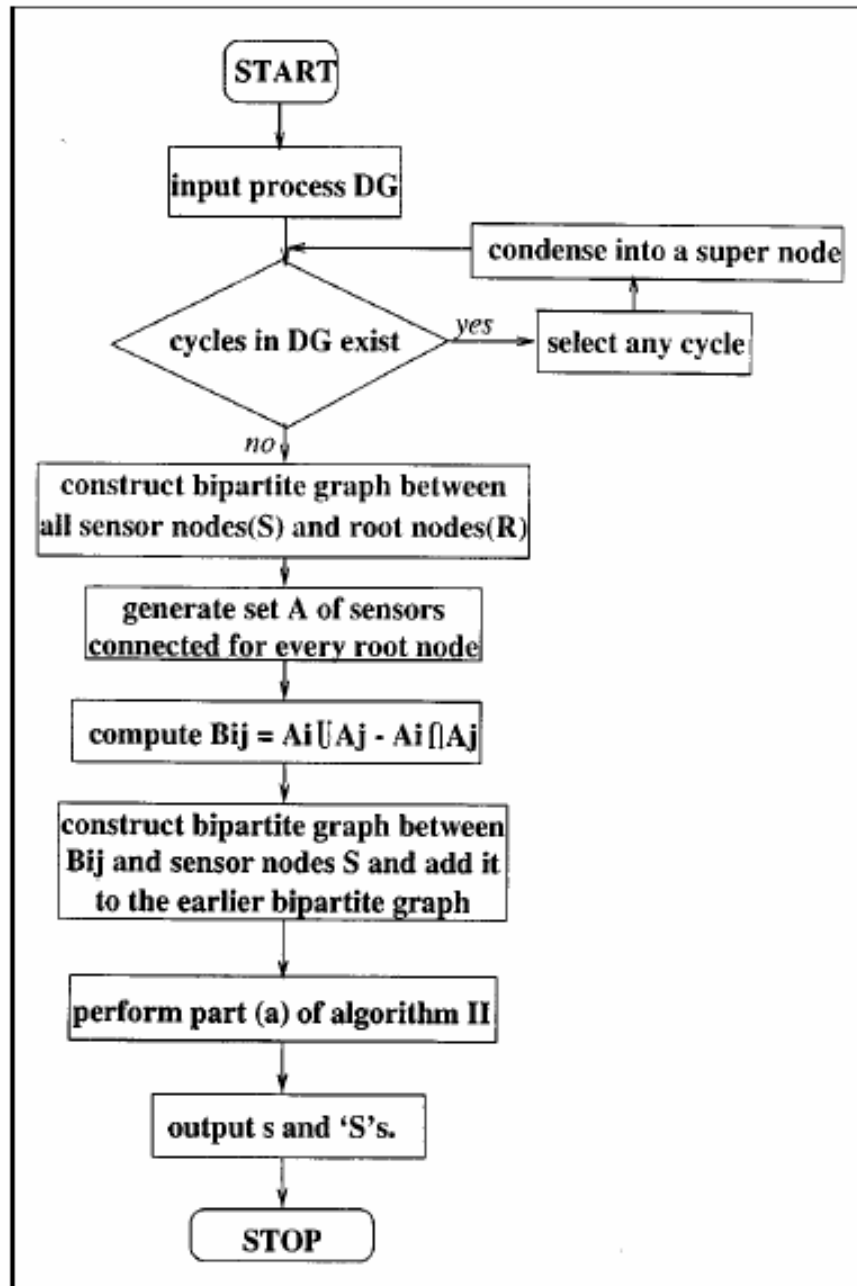 START
input process DG
condense into a super node
cycles in DG exist
yes
select any cycle
no
construct bipartite graph between
all sensor nodes(S) and root nodes(R)
generate set A of sensors
connected for every root node
compute Bij = Ai ⋃ Aj - Ai ⋂ Aj
construct bipartite graph between
Bij and sensor nodes S and add it
to the earlier bipartite graph
perform part (a) of algorithm II
output s and ‘S’s.
STOP